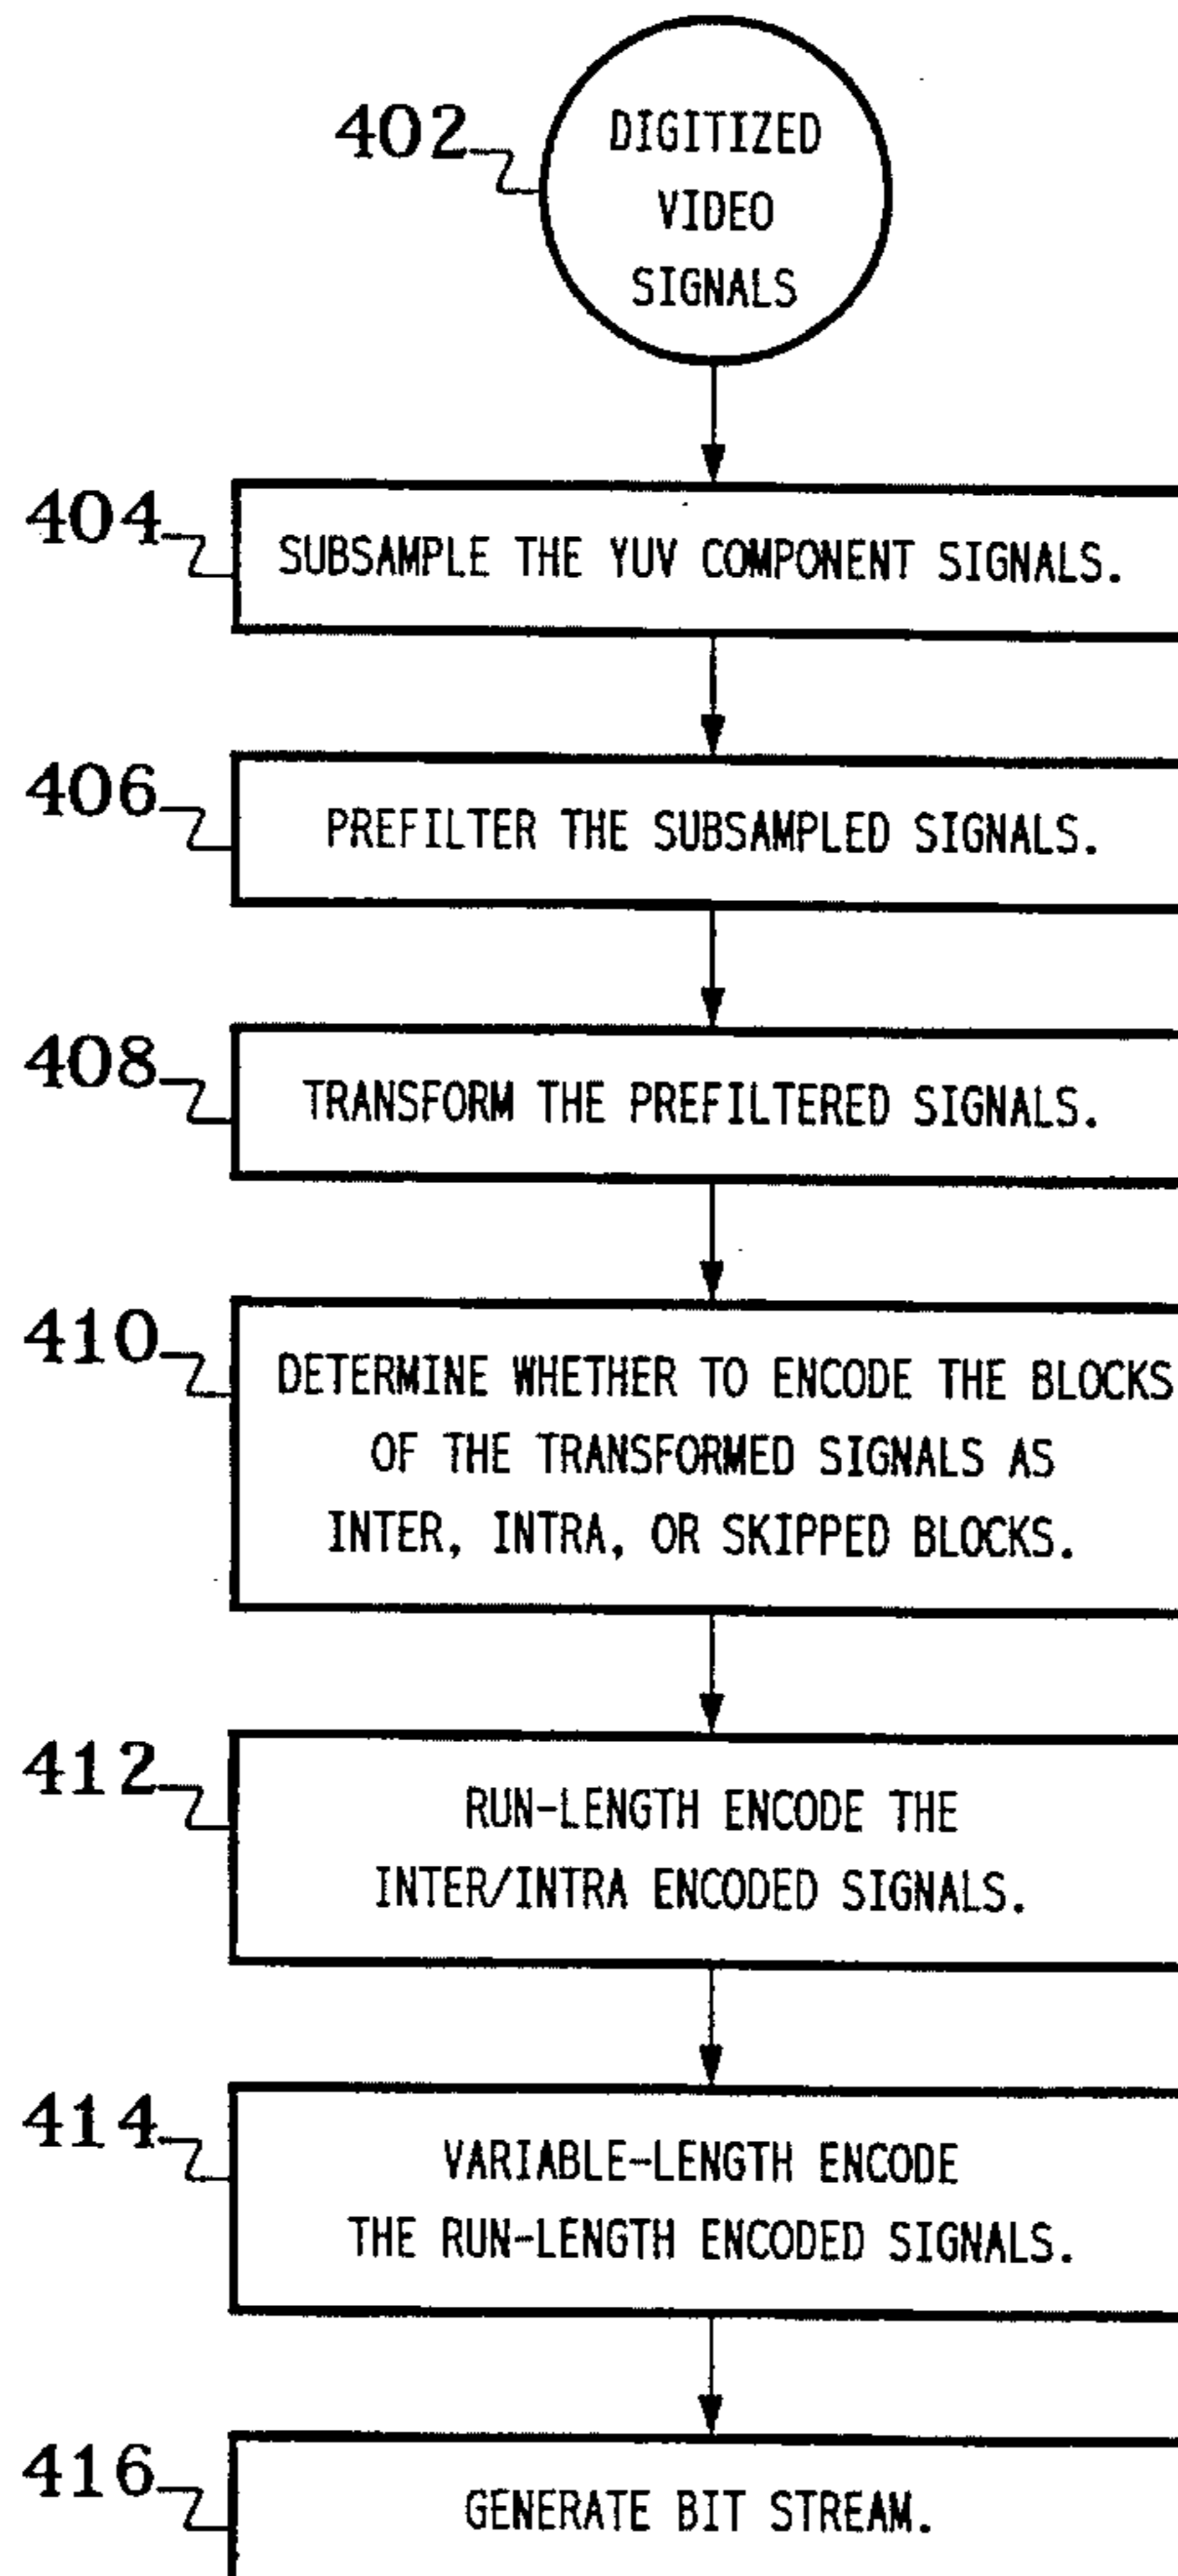 402
DIGITIZED
VIDEO
SIGNALS
404
SUBSAMPLE THE YUV COMPONENT SIGNALS.
406
PREFILTER THE SUBSAMPLED SIGNALS.
408
TRANSFORM THE PREFILTERED SIGNALS.
410
DETERMINE WHETHER TO ENCODE THE BLOCKS
OF THE TRANSFORMED SIGNALS AS
INTER, INTRA, OR SKIPPED BLOCKS.
412
RUN-LENGTH ENCODE THE
INTER/INTRA ENCODED SIGNALS.
414
VARIABLE-LENGTH ENCODE
THE RUN-LENGTH ENCODED SIGNALS.
416
GENERATE BIT STREAM.